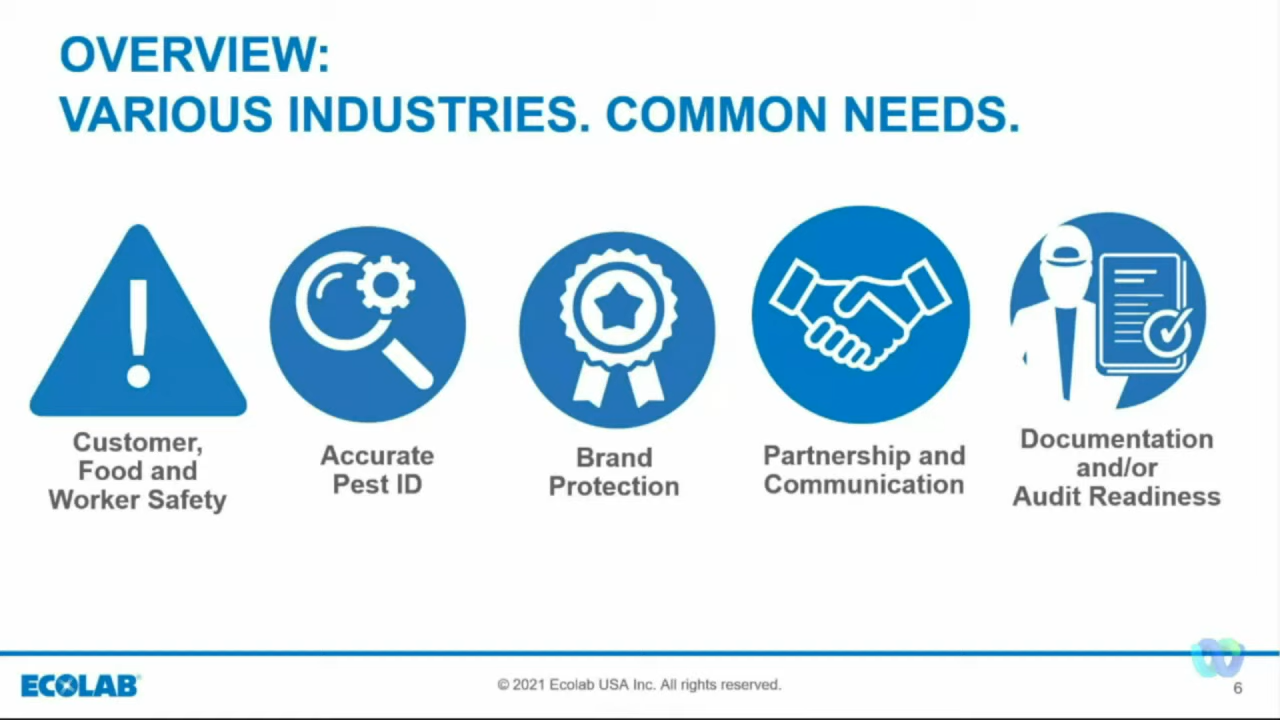 OVERVIEW:
VARIOUS INDUSTRIES. COMMON NEEDS.
Customer,
Food and
Worker Safety
Accurate
Pest ID
Brand
Protection
Partnership and
Communication
Documentation
and/or
Audit Readiness
ECOLAB®
© 2021 Ecolab USA Inc. All rights reserved.
6